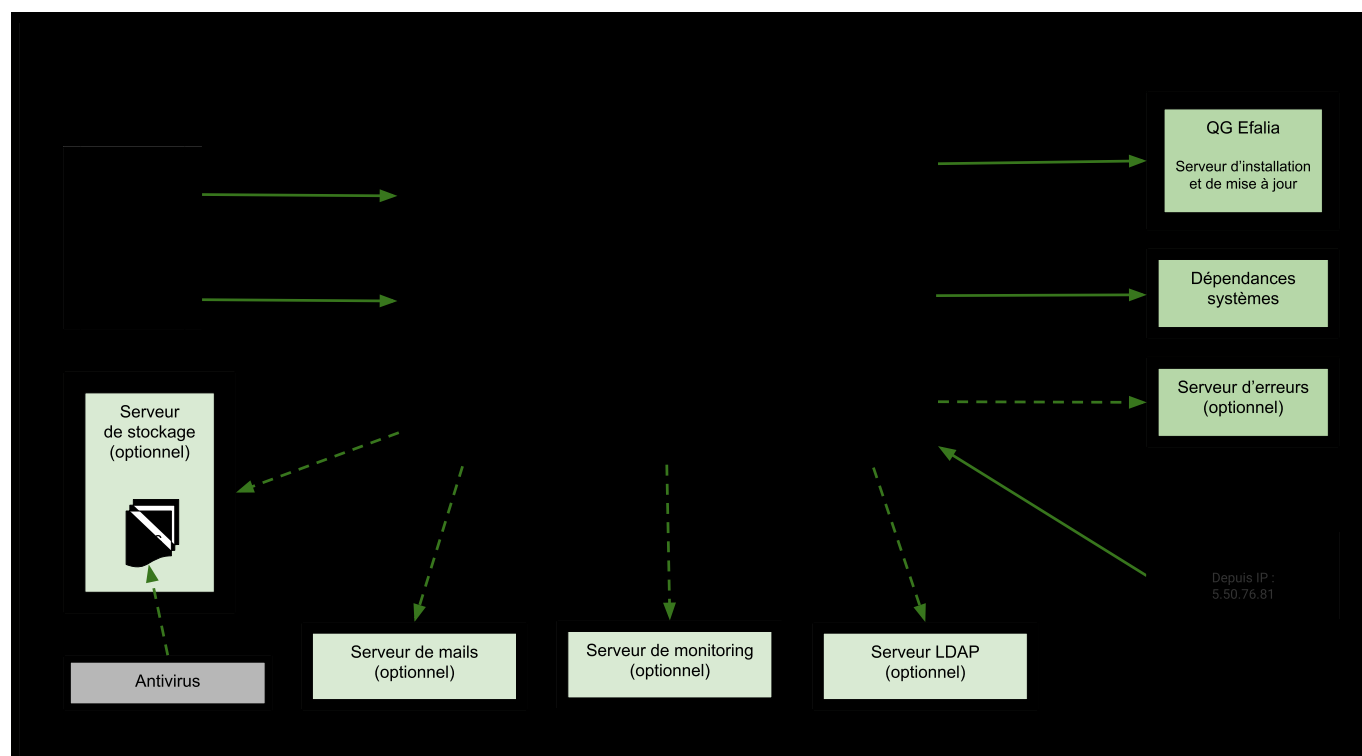 QG Efalia
Serveur d’installation
et de mise à jour
Dépendances
systèmes
Serveur d’erreurs
(optionnel)
Serveur
de stockage
(optionnel)
Depuis IP :
5.50.76.81
Serveur de mails
(optionnel)
Serveur de monitoring
(optionnel)
Serveur LDAP
(optionnel)
Antivirus